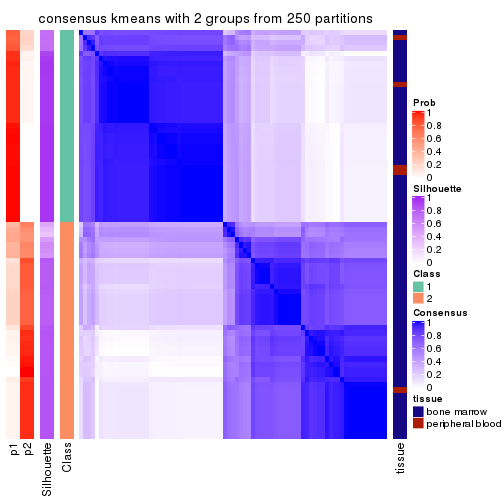 consensus kmeans with 2 groups from 250 partitions
Prob
1
0.8
0.6
0.4
0.2
0
Silhouette
1
0.8
0.6
0.4
0.2
0
Class
1
2
Consensus
1
0.8
0.6
0.4
0.2
0
tissue
bone marrow
peripheral blood
p1
p2
Silhouette
Class
tissue